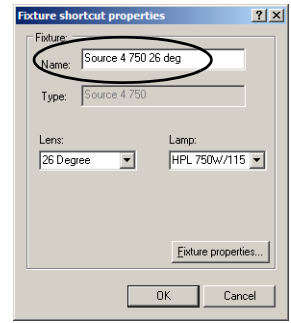 Fixture shortcut properties
Fixture:
Name: Source 4 750 26 deg
Type: Source 4 750
Lens: Lamp:
26 Degree HPL 750W/115
Fixture properties...
OK Cancel